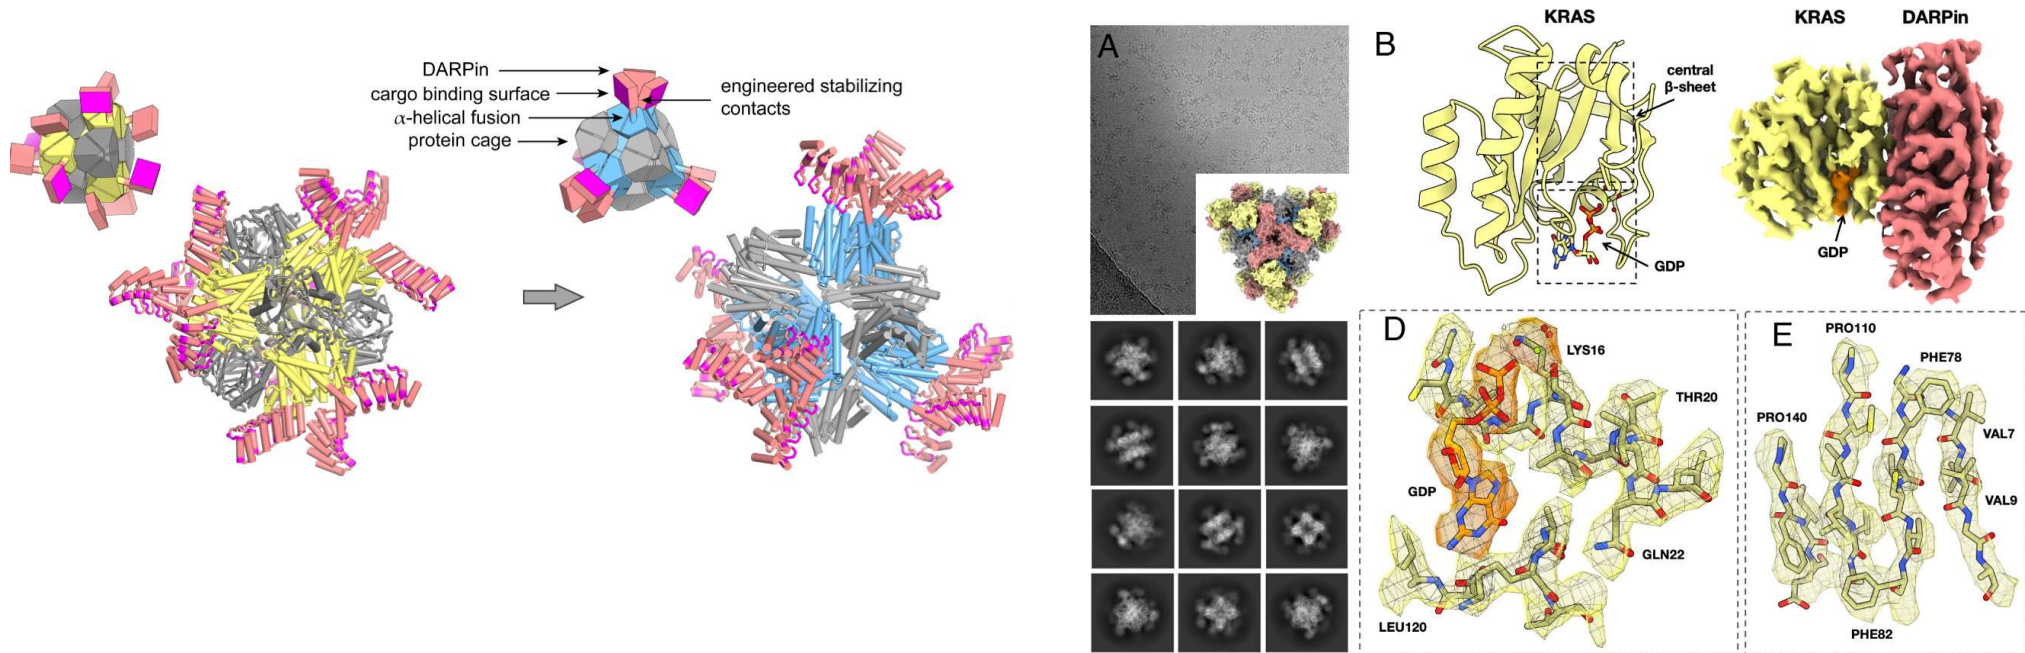 DARPin
cargo binding surface
α-helical fusion
protein cage
engineered stabilizing
contacts
A
B
KRAS
central
β-sheet
GDP
KRAS
DARPin
GDP
D
LYS16
THR20
GDP
GLN22
LEU120
E
PRO110
PHE78
PRO140
VAL7
VAL9
PHE82